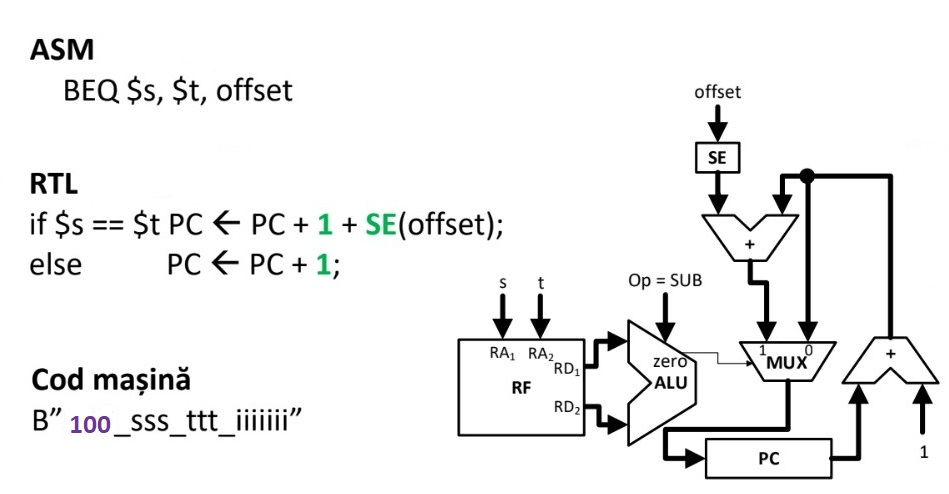 ASM
BEQ $s, $t, offset
RTL
if $s == $t PC ← PC + 1 + SE(offset);
else PC ← PC + 1;
Cod mașină
B” 100_sss_ttt_iiiiiii”
offset
SE
+
s t Op = SUB
RA1 RA2
RD1
RF
RD2
zero
ALU
1 0
MUX
+
PC
1